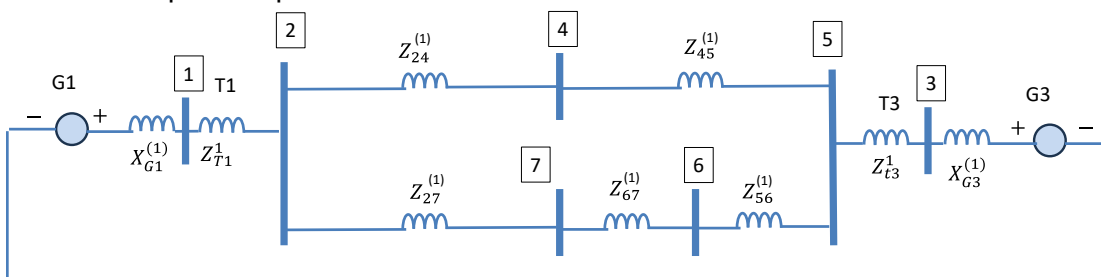 2
4
5
Z_{24}^{(1)}
Z_{45}^{(1)}
1
3
G1
T1
T3
G3
−
+
+
−
X_{G1}^{(1)}
Z_{T1}^{1}
Z_{t3}^{1}
X_{G3}^{(1)}
7
6
Z_{27}^{(1)}
Z_{67}^{(1)}
Z_{56}^{(1)}